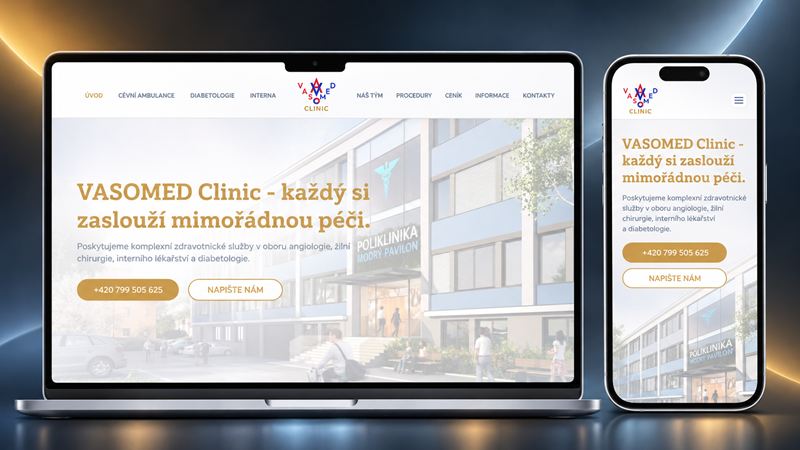 ÚVOD
CÉVNÍ AMBULANCE
DIABETOLOGIE
INTERNA
VASOMED
CLINIC
NÁŠ TÝM
PROCEDURY
CENÍK
INFORMACE
KONTAKTY
VASOMED Clinic - každý si
zaslouží mimořádnou péči.
Poskytujeme komplexní zdravotnické služby v oboru angiologie, žilní
chirurgie, interního lékařství a diabetologie.
+420 799 505 625
NAPIŠTE NÁM
POLIKLINIKA
MODRÝ PAVILON
VASOMED
CLINIC
VASOMED Clinic -
každý si zaslouží
mimořádnou péči.
Poskytujeme komplexní zdravotnické
služby v oboru angiologie, žilní
chirurgie, interního lékařství
a diabetologie.
+420 799 505 625
NAPIŠTE NÁM
POLIKLINIKA
MODRÝ PAVILON